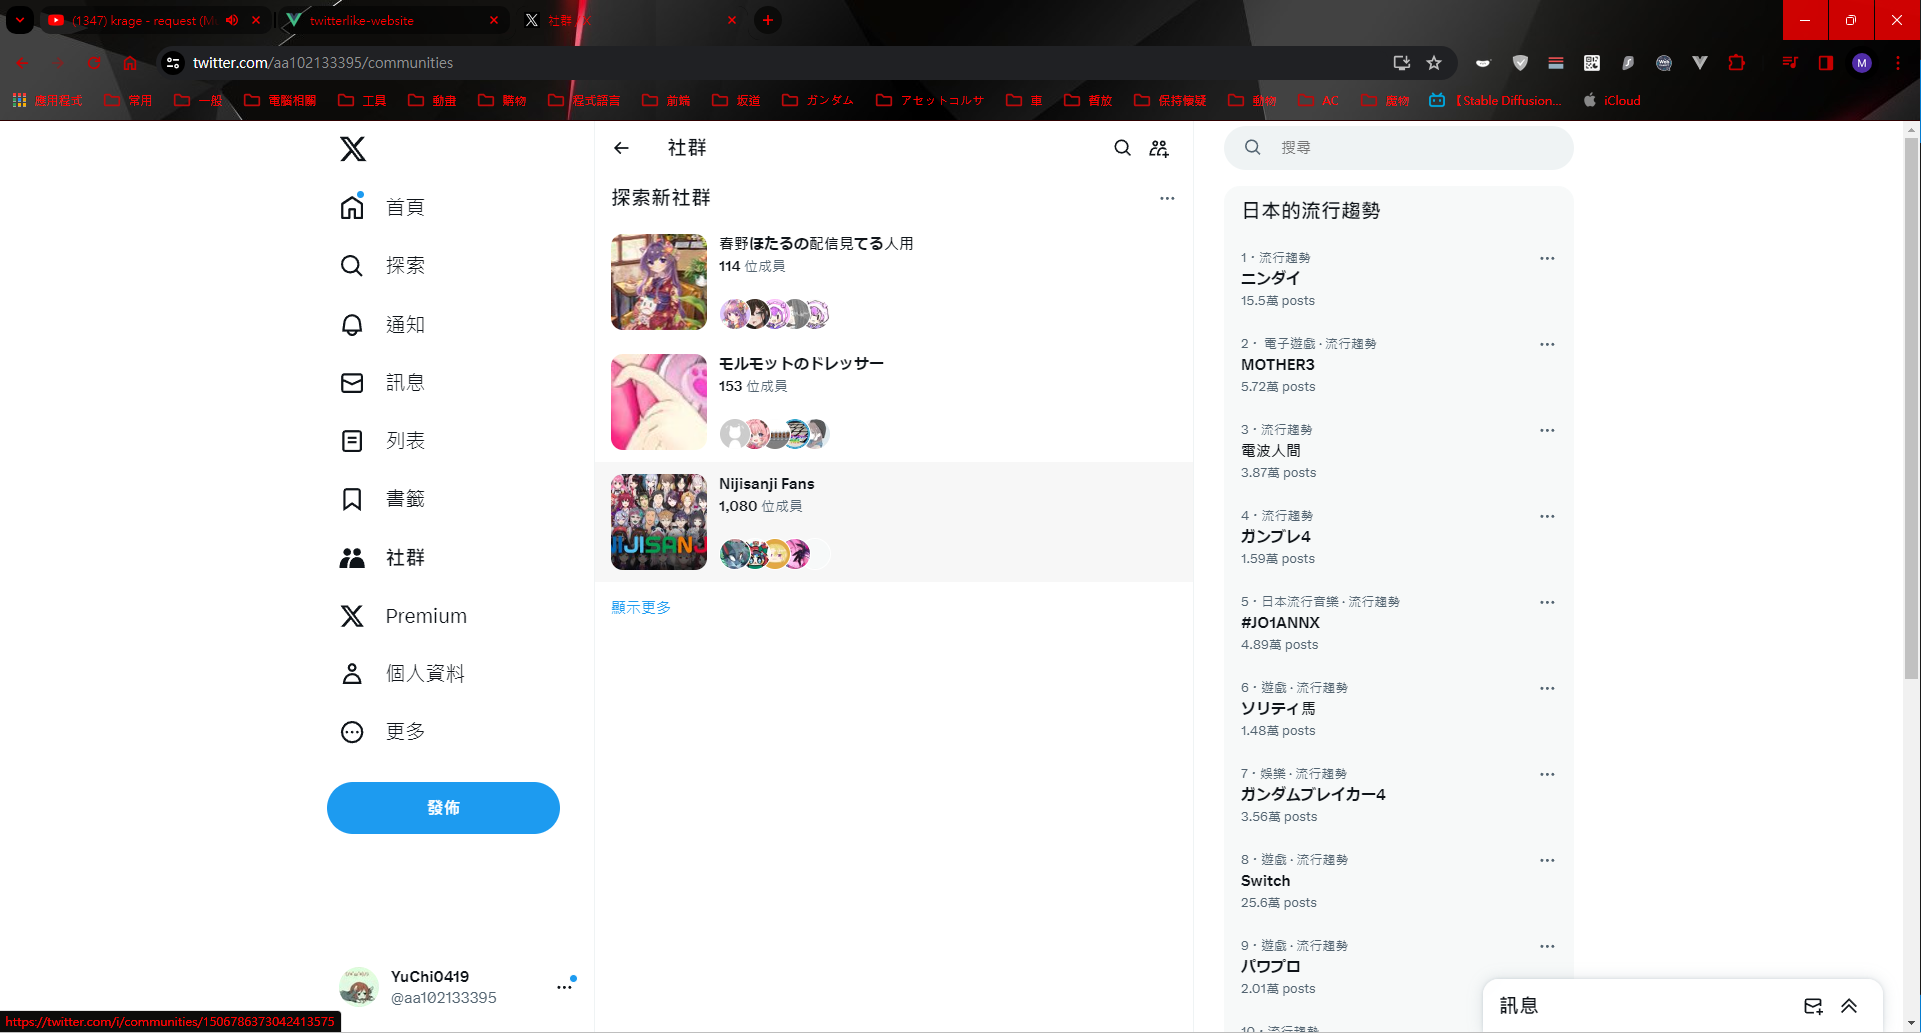 (1347) krage - request (Mu
twitterlike-website
社群 / X
twitter.com/aa102133395/communities
應用程式
常用
一般
電腦相關
工具
動畫
購物
程式語言
前端
坂道
ガンダム
アセットコルサ
車
暫放
保持懷疑
動物
AC
魔物
【Stable Diffusion...
iCloud
首頁
探索
通知
訊息
列表
書籤
社群
Premium
個人資料
更多
發佈
YuChi0419
@aa102133395
https://twitter.com/i/communities/1506786373042413575
社群
探索新社群
春野ほたるの配信見てる人用
114 位成員
モルモットのドレッサー
153 位成員
Nijisanji Fans
1,080 位成員
IJISANJ
顯示更多
搜尋
日本的流行趨勢
1 · 流行趨勢
ニンダイ
15.5萬 posts
2 · 電子遊戲 · 流行趨勢
MOTHER3
5.72萬 posts
3 · 流行趨勢
電波人間
3.87萬 posts
4 · 流行趨勢
ガンブレ4
1.59萬 posts
5 · 日本流行音樂 · 流行趨勢
#JO1ANNX
4.89萬 posts
6 · 遊戲 · 流行趨勢
ソリティ馬
1.48萬 posts
7 · 娛樂 · 流行趨勢
ガンダムブレイカー4
3.56萬 posts
8 · 遊戲 · 流行趨勢
Switch
25.6萬 posts
9 · 遊戲 · 流行趨勢
パワプロ
2.01萬 posts
10 · 流行趨勢
訊息
M